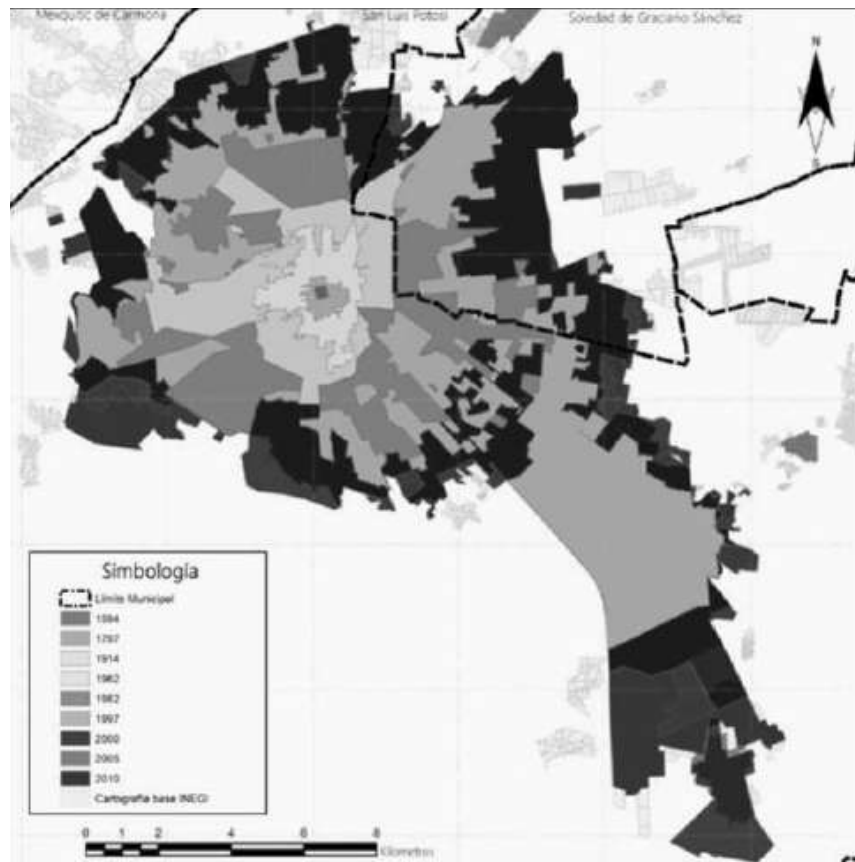 Mexquitic de Carmona
San Luis Potosí
Soledad de Graciano Sánchez
N
S
Simbología
Límite Municipal
1594
1797
1914
1962
1982
1997
2000
2005
2010
Cartografía base INEGI
0 1 2 4 6 8
Kilometros